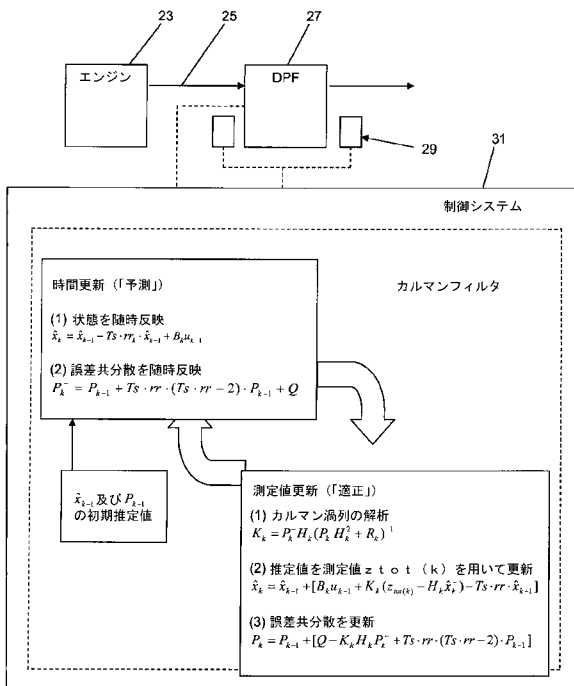 23
25
27
エンジン
DPF
29
31
制御システム
カルマンフィルタ
時間更新(「予測」)
(1) 状態を随時反映
x̂_k = x̂_{k-1} − Ts·rr_k·x̂_{k-1} + B_k u_{k-1}
(2) 誤差共分散を随時反映
P_k^- = P_{k-1} + Ts·rr·(Ts·rr−2)·P_{k-1} + Q
x̂_{k-1}及び P_{k-1}
の初期推定値
測定値更新(「適正」)
(1) カルマン渦列の解析
K_k = P_k^- H_k (P_k H_k^2 + R_k)^{-1}
(2) 推定値を測定値ztot(k)を用いて更新
x̂_k = x̂_{k-1} + [B_k u_{k-1} + K_k(z_{tot(k)} − H_k x̂_k^-) − Ts·rr·x̂_{k-1}]
(3) 誤差共分散を更新
P_k = P_{k-1} + [Q − K_k H_k P_k^- + Ts·rr·(Ts·rr−2)·P_{k-1}]